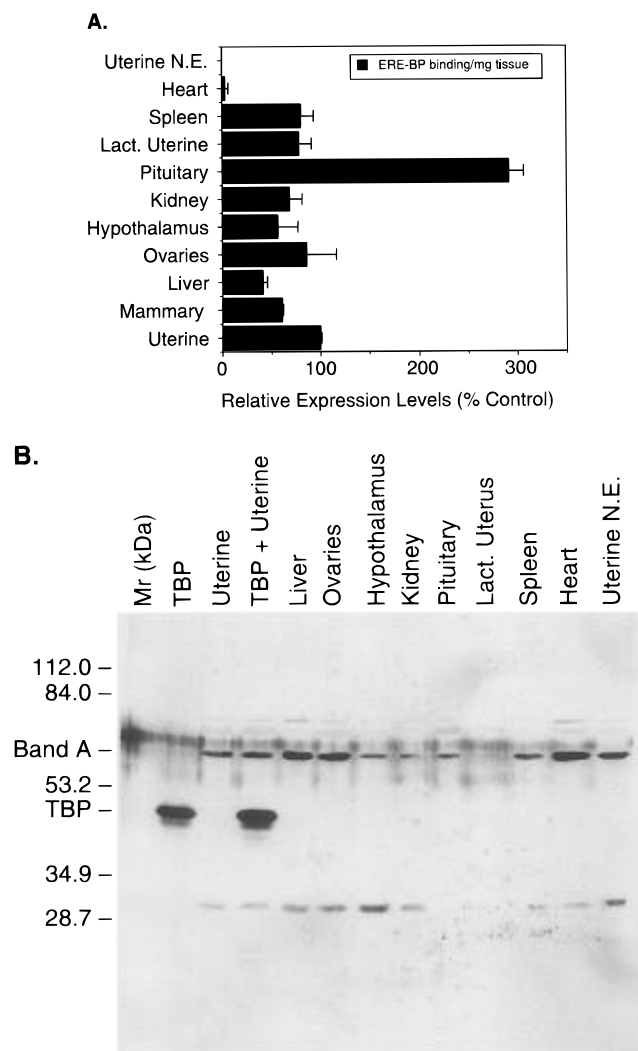 A.
Uterine N.E.
Heart
Spleen
Lact. Uterine
Pituitary
Kidney
Hypothalamus
Ovaries
Liver
Mammary
Uterine
ERE-BP binding/mg tissue
0 100 200 300
Relative Expression Levels (% Control)
B.
Mr (kDa)
TBP
Uterine
TBP + Uterine
Liver
Ovaries
Hypothalamus
Kidney
Pituitary
Lact. Uterus
Spleen
Heart
Uterine N.E.
112.0 –
84.0 –
Band A –
53.2 –
TBP –
34.9 –
28.7 –